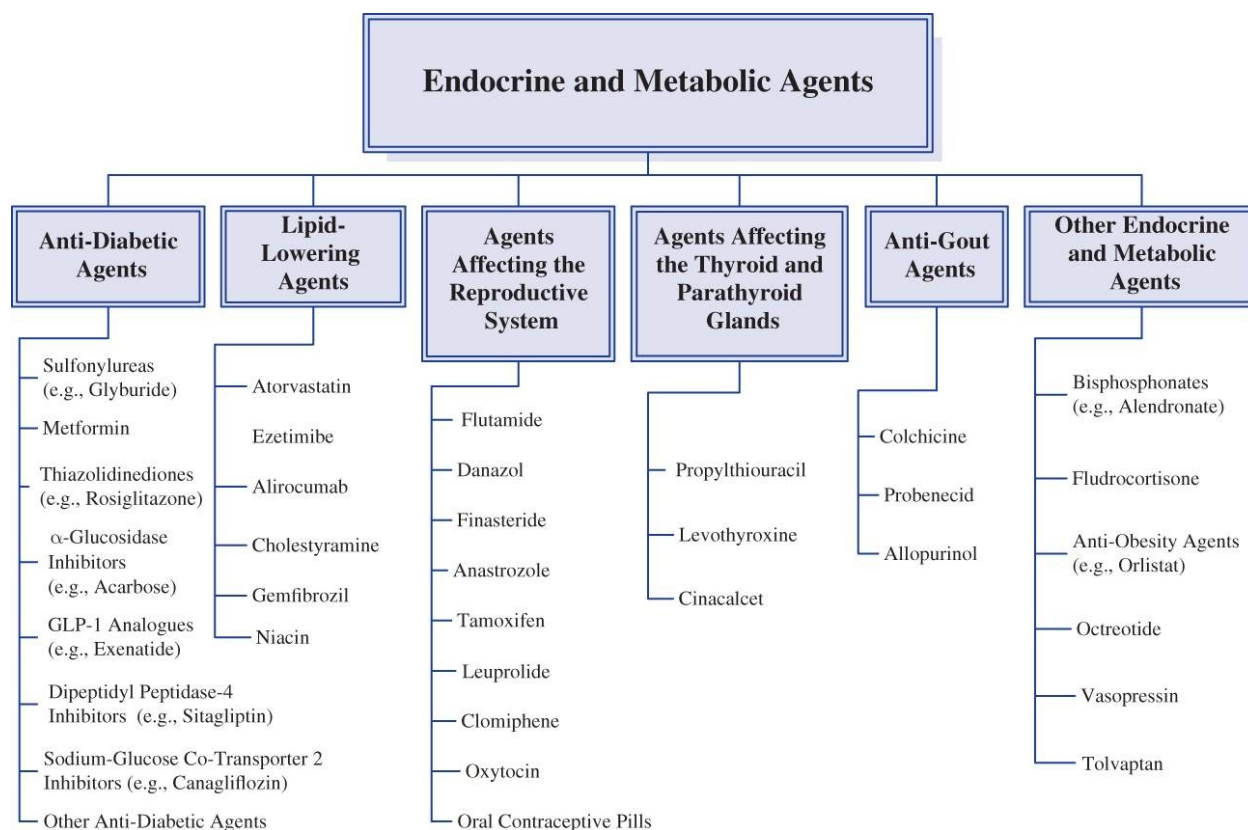 Endocrine and Metabolic Agents
Anti-Diabetic
Agents
Lipid-
Lowering
Agents
Agents
Affecting the
Reproductive
System
Agents Affecting
the Thyroid and
Parathyroid
Glands
Anti-Gout
Agents
Other Endocrine
and Metabolic
Agents
Sulfonylureas
(e.g., Glyburide)
Metformin
Thiazolidinediones
(e.g., Rosiglitazone)
α-Glucosidase
Inhibitors
(e.g., Acarbose)
GLP-1 Analogues
(e.g., Exenatide)
Dipeptidyl Peptidase-4
Inhibitors (e.g., Sitagliptin)
Sodium-Glucose Co-Transporter 2
Inhibitors (e.g., Canagliflozin)
Other Anti-Diabetic Agents
Atorvastatin
Ezetimibe
Alirocumab
Cholestyramine
Gemfibrozil
Niacin
Flutamide
Danazol
Finasteride
Anastrozole
Tamoxifen
Leuprolide
Clomiphene
Oxytocin
Oral Contraceptive Pills
Propylthiouracil
Levothyroxine
Cinacalcet
Colchicine
Probenecid
Allopurinol
Bisphosphonates
(e.g., Alendronate)
Fludrocortisone
Anti-Obesity Agents
(e.g., Orlistat)
Octreotide
Vasopressin
Tolvaptan